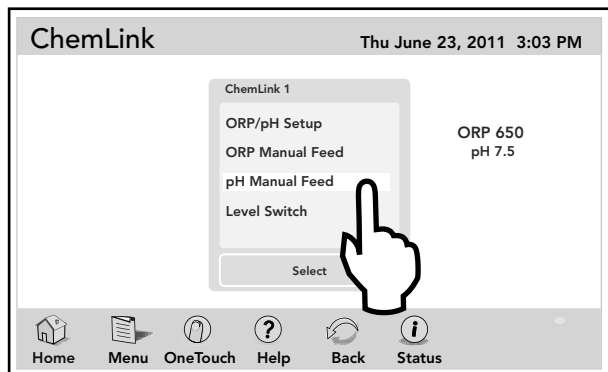 ChemLink
Thu June 23, 2011 3:03 PM
ChemLink 1
ORP/pH Setup
ORP Manual Feed
pH Manual Feed
Level Switch
Select
ORP 650
pH 7.5
Home Menu OneTouch Help Back Status